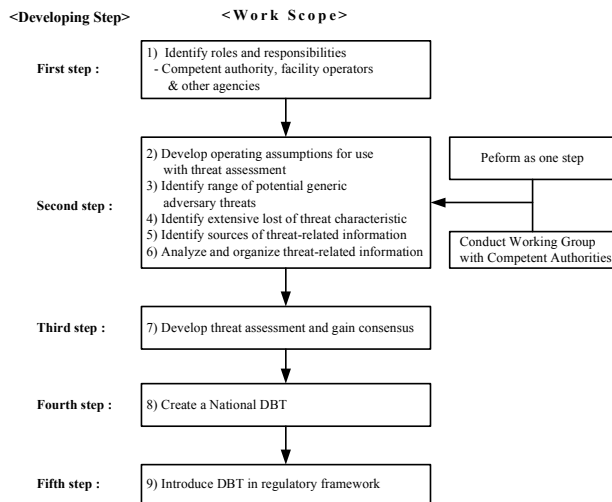 <Developing Step>
<Work Scope>
First step :
1) Identify roles and responsibilities
- Competent authority, facility operators
& other agencies
Second step :
2) Develop operating assumptions for use
with threat assessment
3) Identify range of potential generic
adversary threats
4) Identify extensive lost of threat characteristic
5) Identify sources of threat-related information
6) Analyze and organize threat-related information
Peform as one step
Conduct Working Group
with Competent Authorities
Third step :
7) Develop threat assessment and gain consensus
Fourth step :
8) Create a National DBT
Fifth step :
9) Introduce DBT in regulatory framework